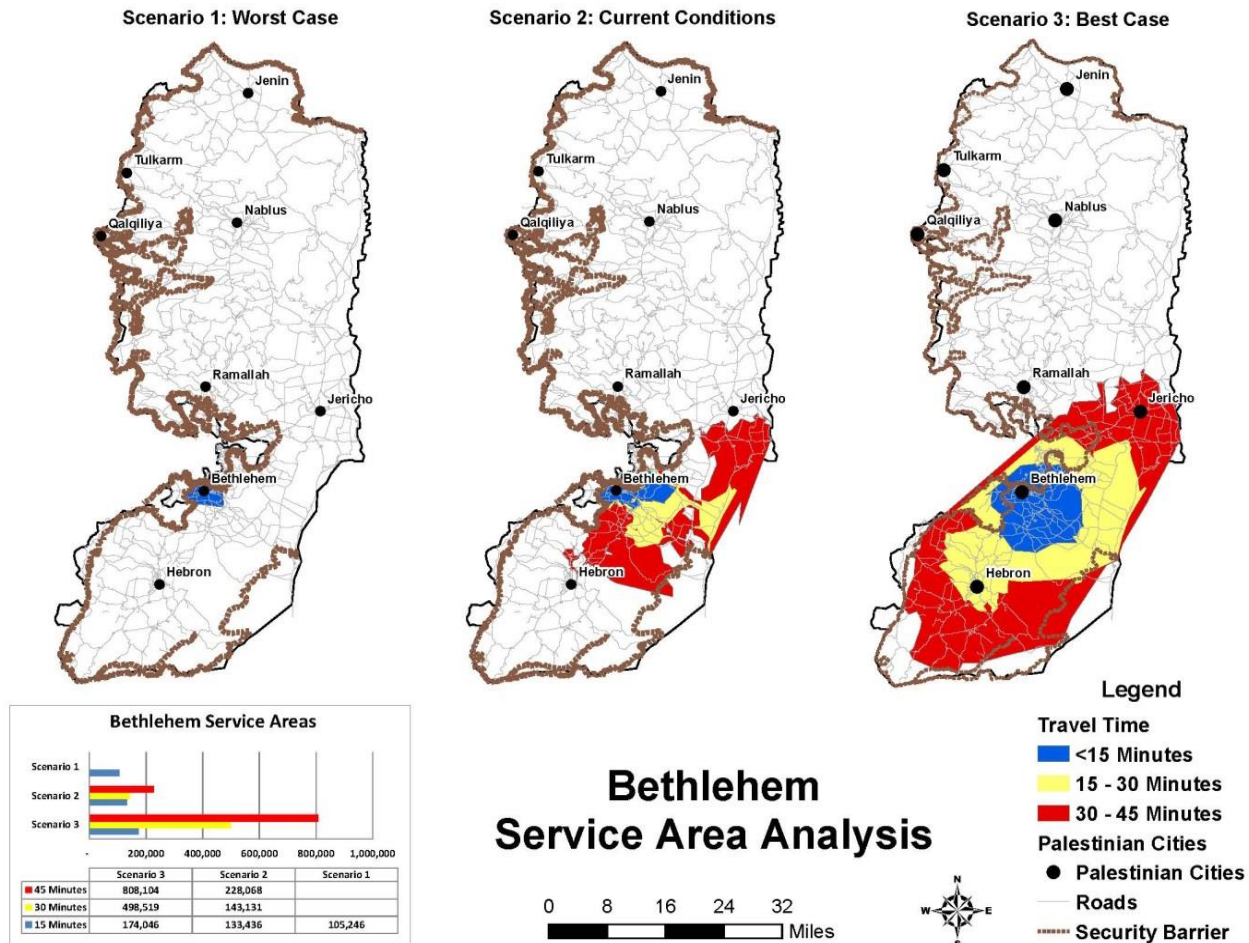 Scenario 1: Worst Case
Scenario 2: Current Conditions
Scenario 3: Best Case
Jenin
Tulkarm
Nablus
Qalqiliya
Ramallah
Jericho
Bethlehem
Hebron
Jenin
Tulkarm
Nablus
Qalqiliya
Ramallah
Jericho
Bethlehem
Hebron
Jenin
Tulkarm
Nablus
Qalqiliya
Ramallah
Jericho
Bethlehem
Hebron
Bethlehem Service Areas
Scenario 1
Scenario 2
Scenario 3
- 200,000 400,000 600,000 800,000 1,000,000
Scenario 3 Scenario 2 Scenario 1
45 Minutes 808,104 228,068
30 Minutes 498,519 143,131
15 Minutes 174,046 133,436 105,246
Bethlehem
Service Area Analysis
0 8 16 24 32
Miles
N
W E
S
Legend
Travel Time
<15 Minutes
15 - 30 Minutes
30 - 45 Minutes
Palestinian Cities
Palestinian Cities
Roads
Security Barrier